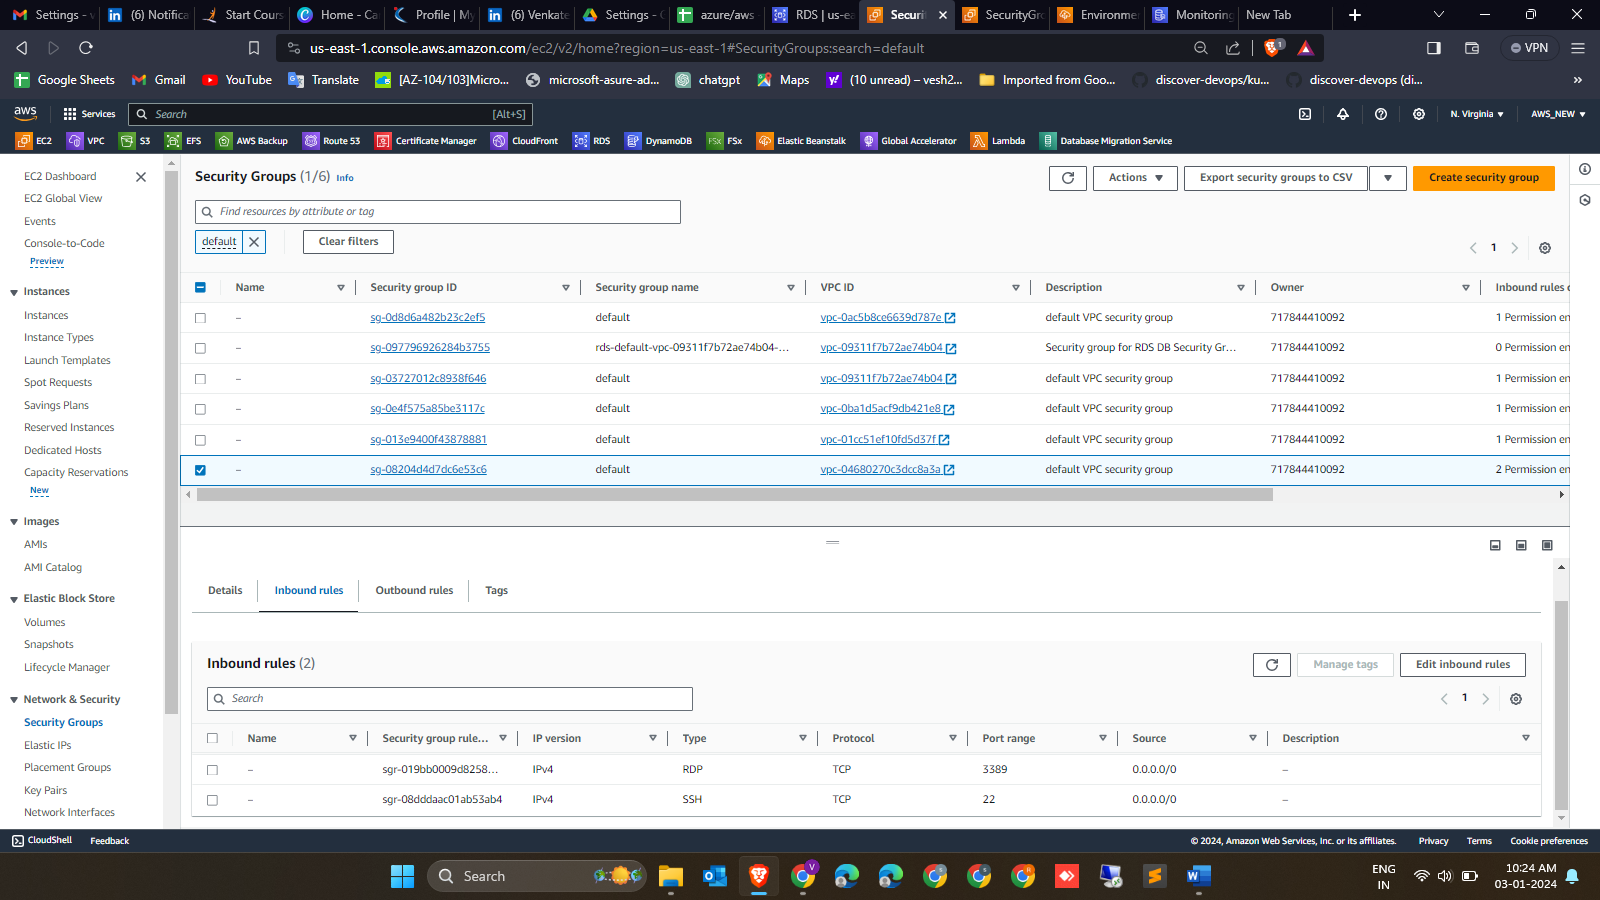 Settings - v
(6) Notifica
Start Cours
Home - Ca
Profile | My
(6) Venkate
Settings - C
azure/aws
RDS | us-ea
Securi
SecurityGro
Environmen
Monitoring
New Tab
us-east-1.console.aws.amazon.com/ec2/v2/home?region=us-east-1#SecurityGroups:search=default
1
VPN
Google Sheets
Gmail
YouTube
Translate
[AZ-104/103]Micro...
microsoft-asure-ad...
chatgpt
Maps
(10 unread) – vesh2...
Imported from Goo...
discover-devops/ku...
discover-devops (di...
aws
Services
Search
[Alt+S]
N. Virginia
AWS_NEW
EC2
VPC
S3
EFS
AWS Backup
Route 53
Certificate Manager
CloudFront
RDS
DynamoDB
FSx
FSx
Elastic Beanstalk
Global Accelerator
Lambda
Database Migration Service
EC2 Dashboard
EC2 Global View
Events
Console-to-Code
Preview
Instances
Instances
Instance Types
Launch Templates
Spot Requests
Savings Plans
Reserved Instances
Dedicated Hosts
Capacity Reservations
New
Images
AMIs
AMI Catalog
Elastic Block Store
Volumes
Snapshots
Lifecycle Manager
Network & Security
Security Groups
Elastic IPs
Placement Groups
Key Pairs
Network Interfaces
Security Groups (1/6) Info
Actions
Export security groups to CSV
Create security group
Find resources by attribute or tag
default
Clear filters
1
Name Security group ID Security group name VPC ID Description Owner Inbound rules c
– sg-0d8d6a482b23c2ef5 default vpc-0ac5b8ce6639d787e default VPC security group 717844410092 1 Permission en
– sg-097796926284b3755 rds-default-vpc-09311f7b72ae74b04-... vpc-09311f7b72ae74b04 Security group for RDS DB Security Gr... 717844410092 0 Permission en
– sg-03727012c8938f646 default vpc-09311f7b72ae74b04 default VPC security group 717844410092 1 Permission en
– sg-0e4f575a85be3117c default vpc-0ba1d5acf9db421e8 default VPC security group 717844410092 1 Permission en
– sg-013e9400f43878881 default vpc-01cc51ef10fd5d37f default VPC security group 717844410092 1 Permission en
– sg-08204d4d7dc6e53c6 default vpc-04680270c3dcc8a3a default VPC security group 717844410092 2 Permission en
Details
Inbound rules
Outbound rules
Tags
Inbound rules (2)
Manage tags
Edit inbound rules
Search
1
Name Security group rule... IP version Type Protocol Port range Source Description
– sgr-019bb0009d8258... IPv4 RDP TCP 3389 0.0.0.0/0 –
– sgr-08dddaac01ab53ab4 IPv4 SSH TCP 22 0.0.0.0/0 –
CloudShell
Feedback
© 2024, Amazon Web Services, Inc. or its affiliates.
Privacy
Terms
Cookie preferences
Search
ENG
IN
10:24 AM
03-01-2024